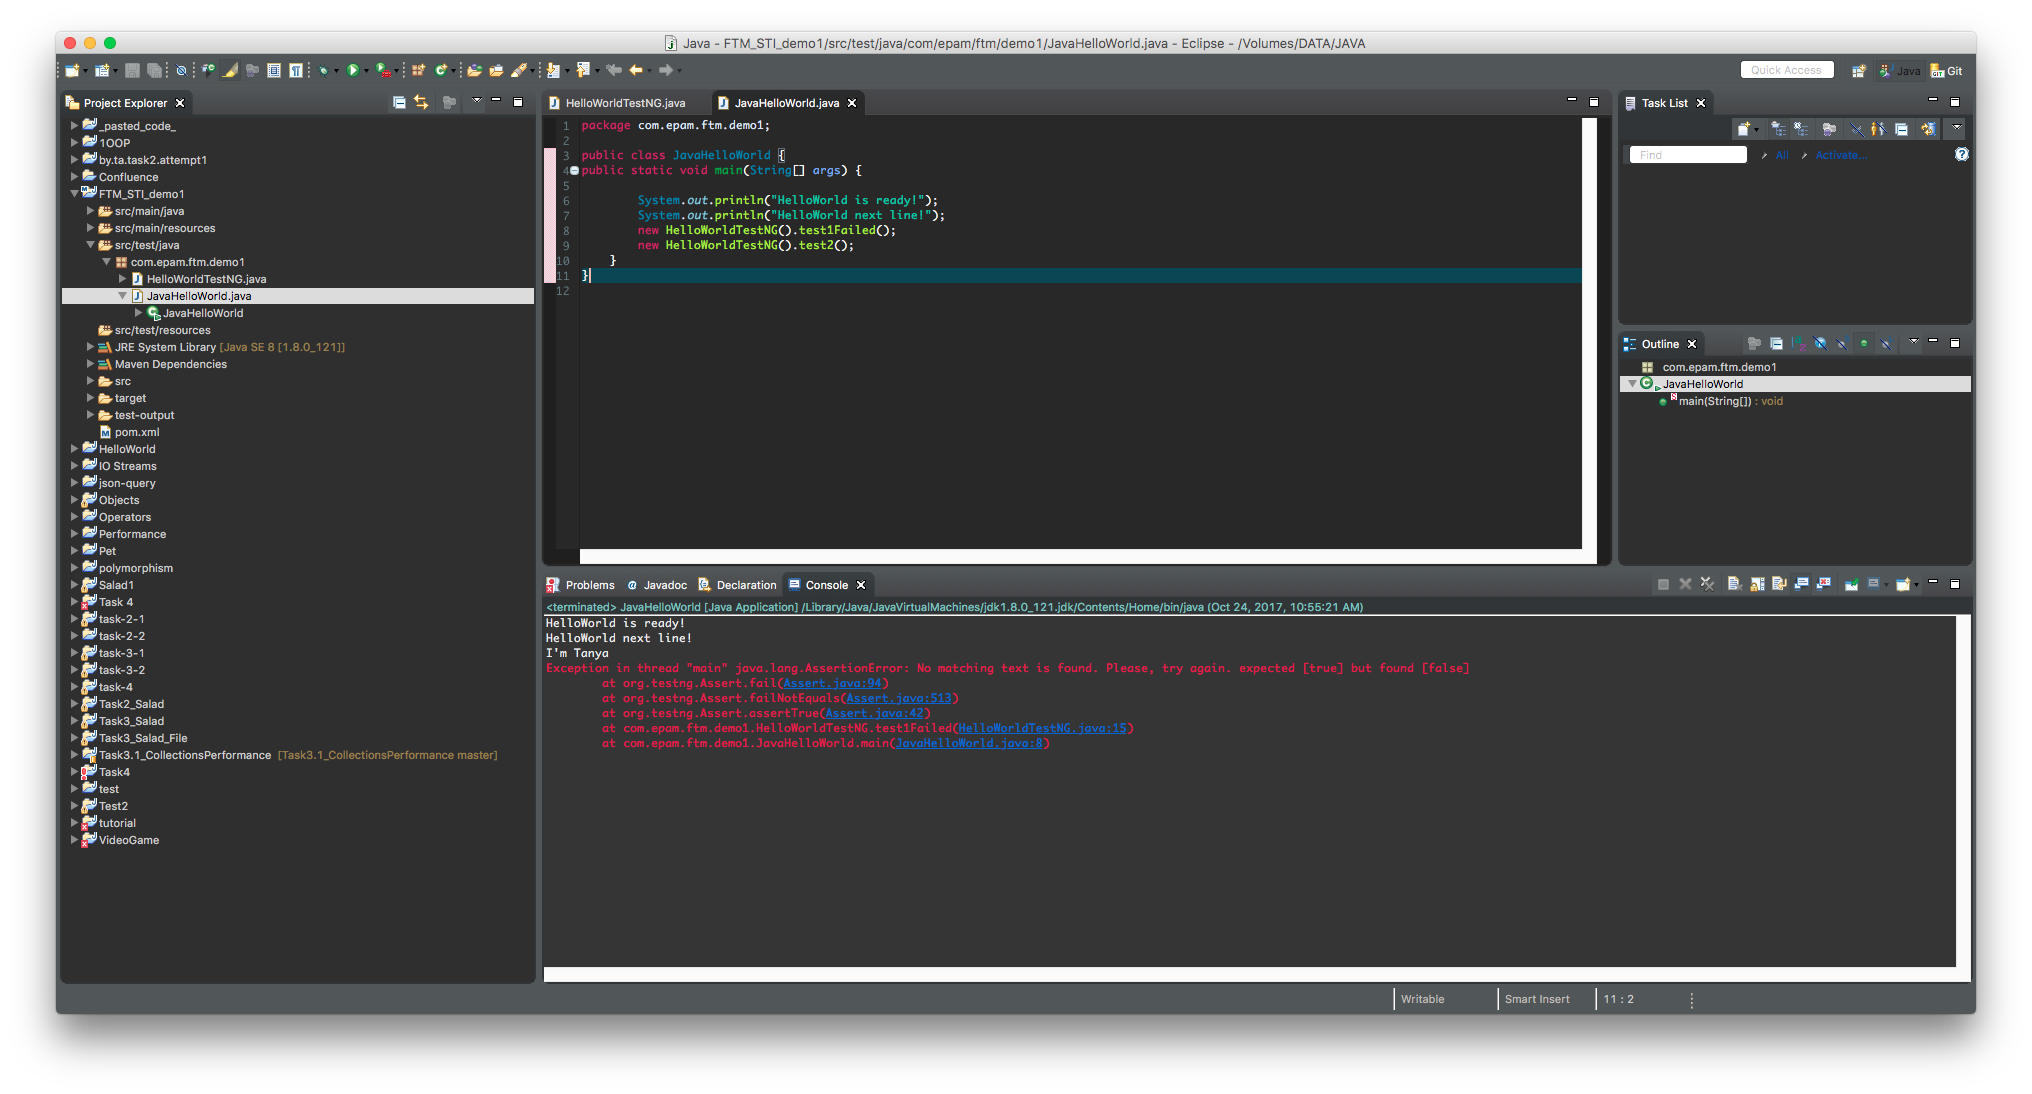 Java - FTM_STI_demo1/src/test/java/com/epam/ftm/demo1/JavaHelloWorld.java - Eclipse - /Volumes/DATA/JAVA
Quick Access
Java
Git
Project Explorer
_pasted_code_
1OOP
by.ta.task2.attempt1
Confluence
FTM_STI_demo1
src/main/java
src/main/resources
src/test/java
com.epam.ftm.demo1
HelloWorldTestNG.java
JavaHelloWorld.java
JavaHelloWorld
src/test/resources
JRE System Library [Java SE 8 [1.8.0_121]]
Maven Dependencies
src
target
test-output
pom.xml
HelloWorld
IO Streams
json-query
Objects
Operators
Performance
Pet
polymorphism
Salad1
Task 4
task-2-1
task-2-2
task-3-1
task-3-2
task-4
Task2_Salad
Task3_Salad
Task3_Salad_File
Task3.1_CollectionsPerformance [Task3.1_CollectionsPerformance master]
Task4
test
Test2
tutorial
VideoGame
HelloWorldTestNG.java
JavaHelloWorld.java
1 package com.epam.ftm.demo1;
2
3 public class JavaHelloWorld {
4 public static void main(String[] args) {
5
6 System.out.println("HelloWorld is ready!");
7 System.out.println("HelloWorld next line!");
8 new HelloWorldTestNG().test1Failed();
9 new HelloWorldTestNG().test2();
10 }
11 }
12
Task List
Find
All
Activate...
Outline
com.epam.ftm.demo1
JavaHelloWorld
main(String[]) : void
Problems
Javadoc
Declaration
Console
<terminated> JavaHelloWorld [Java Application] /Library/Java/JavaVirtualMachines/jdk1.8.0_121.jdk/Contents/Home/bin/java (Oct 24, 2017, 10:55:21 AM)
HelloWorld is ready!
HelloWorld next line!
I'm Tanya
Exception in thread "main" java.lang.AssertionError: No matching text is found. Please, try again. expected [true] but found [false]
at org.testng.Assert.fail(Assert.java:94)
at org.testng.Assert.failNotEquals(Assert.java:513)
at org.testng.Assert.assertTrue(Assert.java:42)
at com.epam.ftm.demo1.HelloWorldTestNG.test1Failed(HelloWorldTestNG.java:15)
at com.epam.ftm.demo1.JavaHelloWorld.main(JavaHelloWorld.java:8)
Writable
Smart Insert
11 : 2